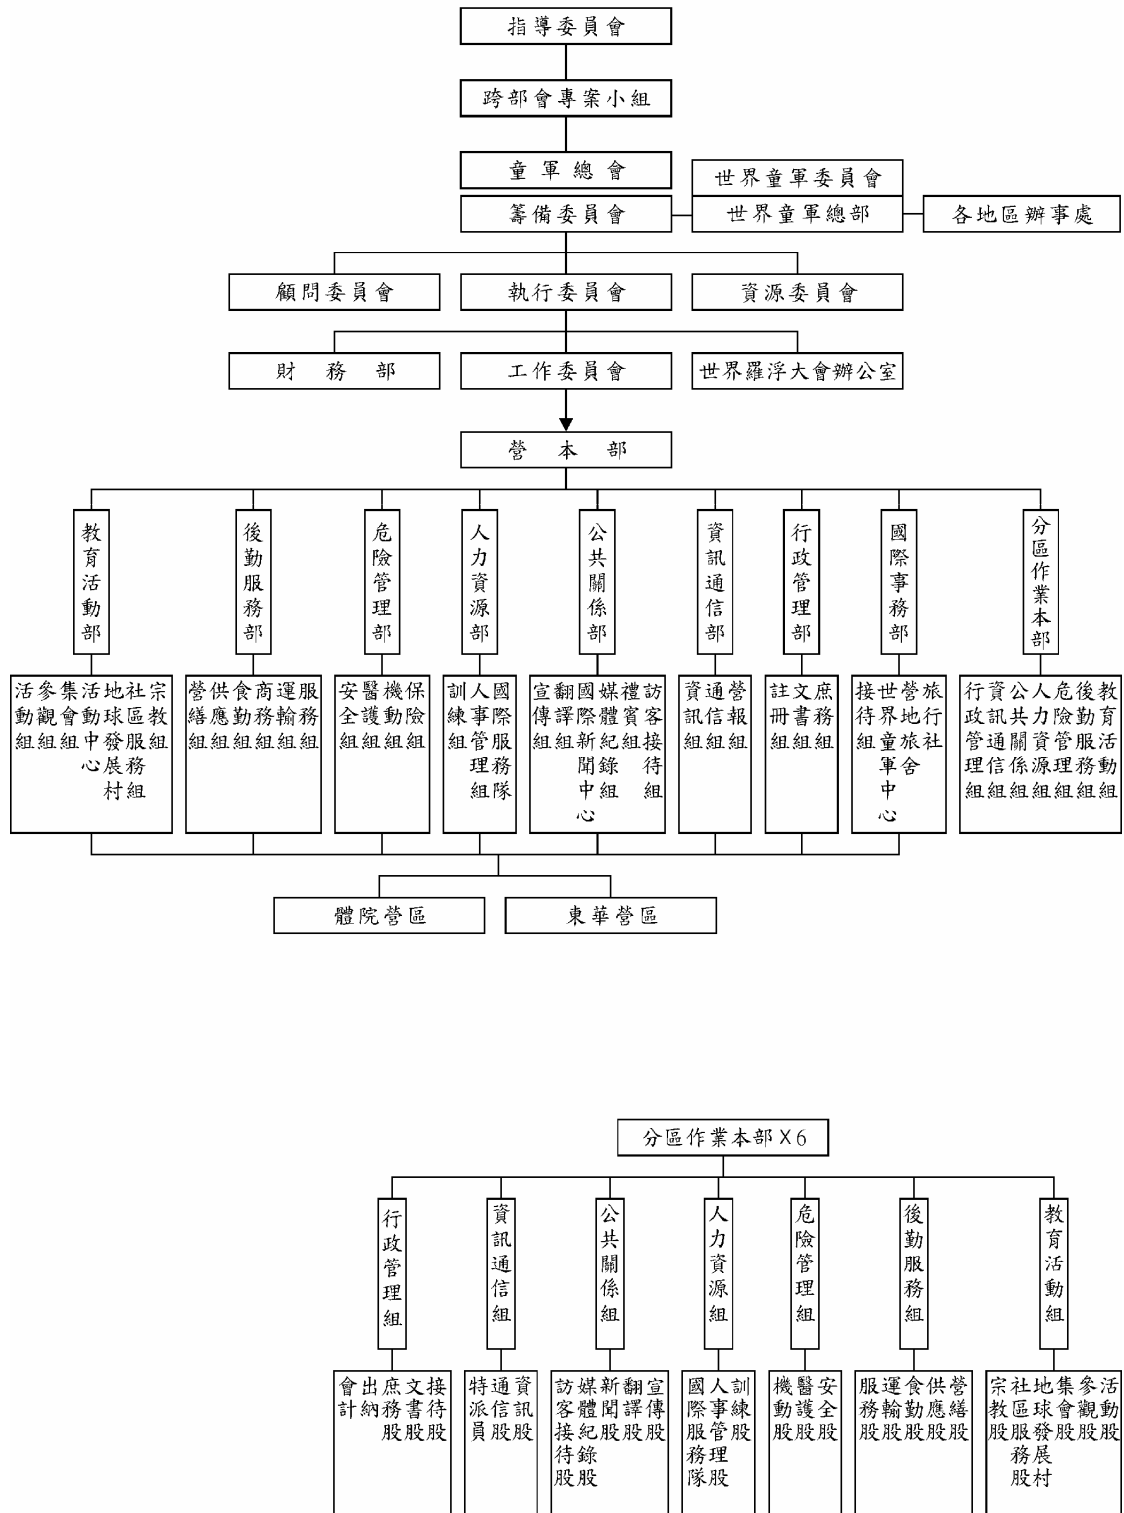 指導委員會
跨部會專案小組
童軍總會
世界童軍委員會
籌備委員會
世界童軍總部
各地區辦事處
顧問委員會
執行委員會
資源委員會
財務部
工作委員會
世界羅浮大會辦公室
營本部
教育活動部
後勤服務部
危險管理部
人力資源部
公共關係部
資訊通信部
行政管理部
國際事務部
分區作業本部
活動組
參觀組
集會組
活動中心
地球發展村
社區服務組
宗教組
營繕組
供應組
食勤組
商務組
運輸組
服務組
安全組
醫護組
機動組
保險組
訓練組
人事管理組
國際服務隊
宣傳組
翻譯組
國際新聞中心
媒體紀錄組
禮賓組
訪客接待組
資訊組
通信組
營報組
註冊組
文書組
庶務組
接待組
世界童軍中心
營地旅舍
旅行社
行政管理組
資訊通信組
公共關係組
人力資源組
危險管理組
後勤服務組
教育活動組
體院營區
東華營區
分區作業本部X6
行政管理組
資訊通信組
公共關係組
人力資源組
危險管理組
後勤服務組
教育活動組
會計
出納
庶務股
文書股
接待股
特派員
通信股
資訊股
訪客接待股
媒體紀錄股
新聞股
翻譯股
宣傳股
國際服務隊
人事管理股
訓練股
機動股
醫護股
安全股
服務股
運輸股
食勤股
供應股
營繕股
宗教股
社區服務股
地球發展村
集會股
參觀股
活動股